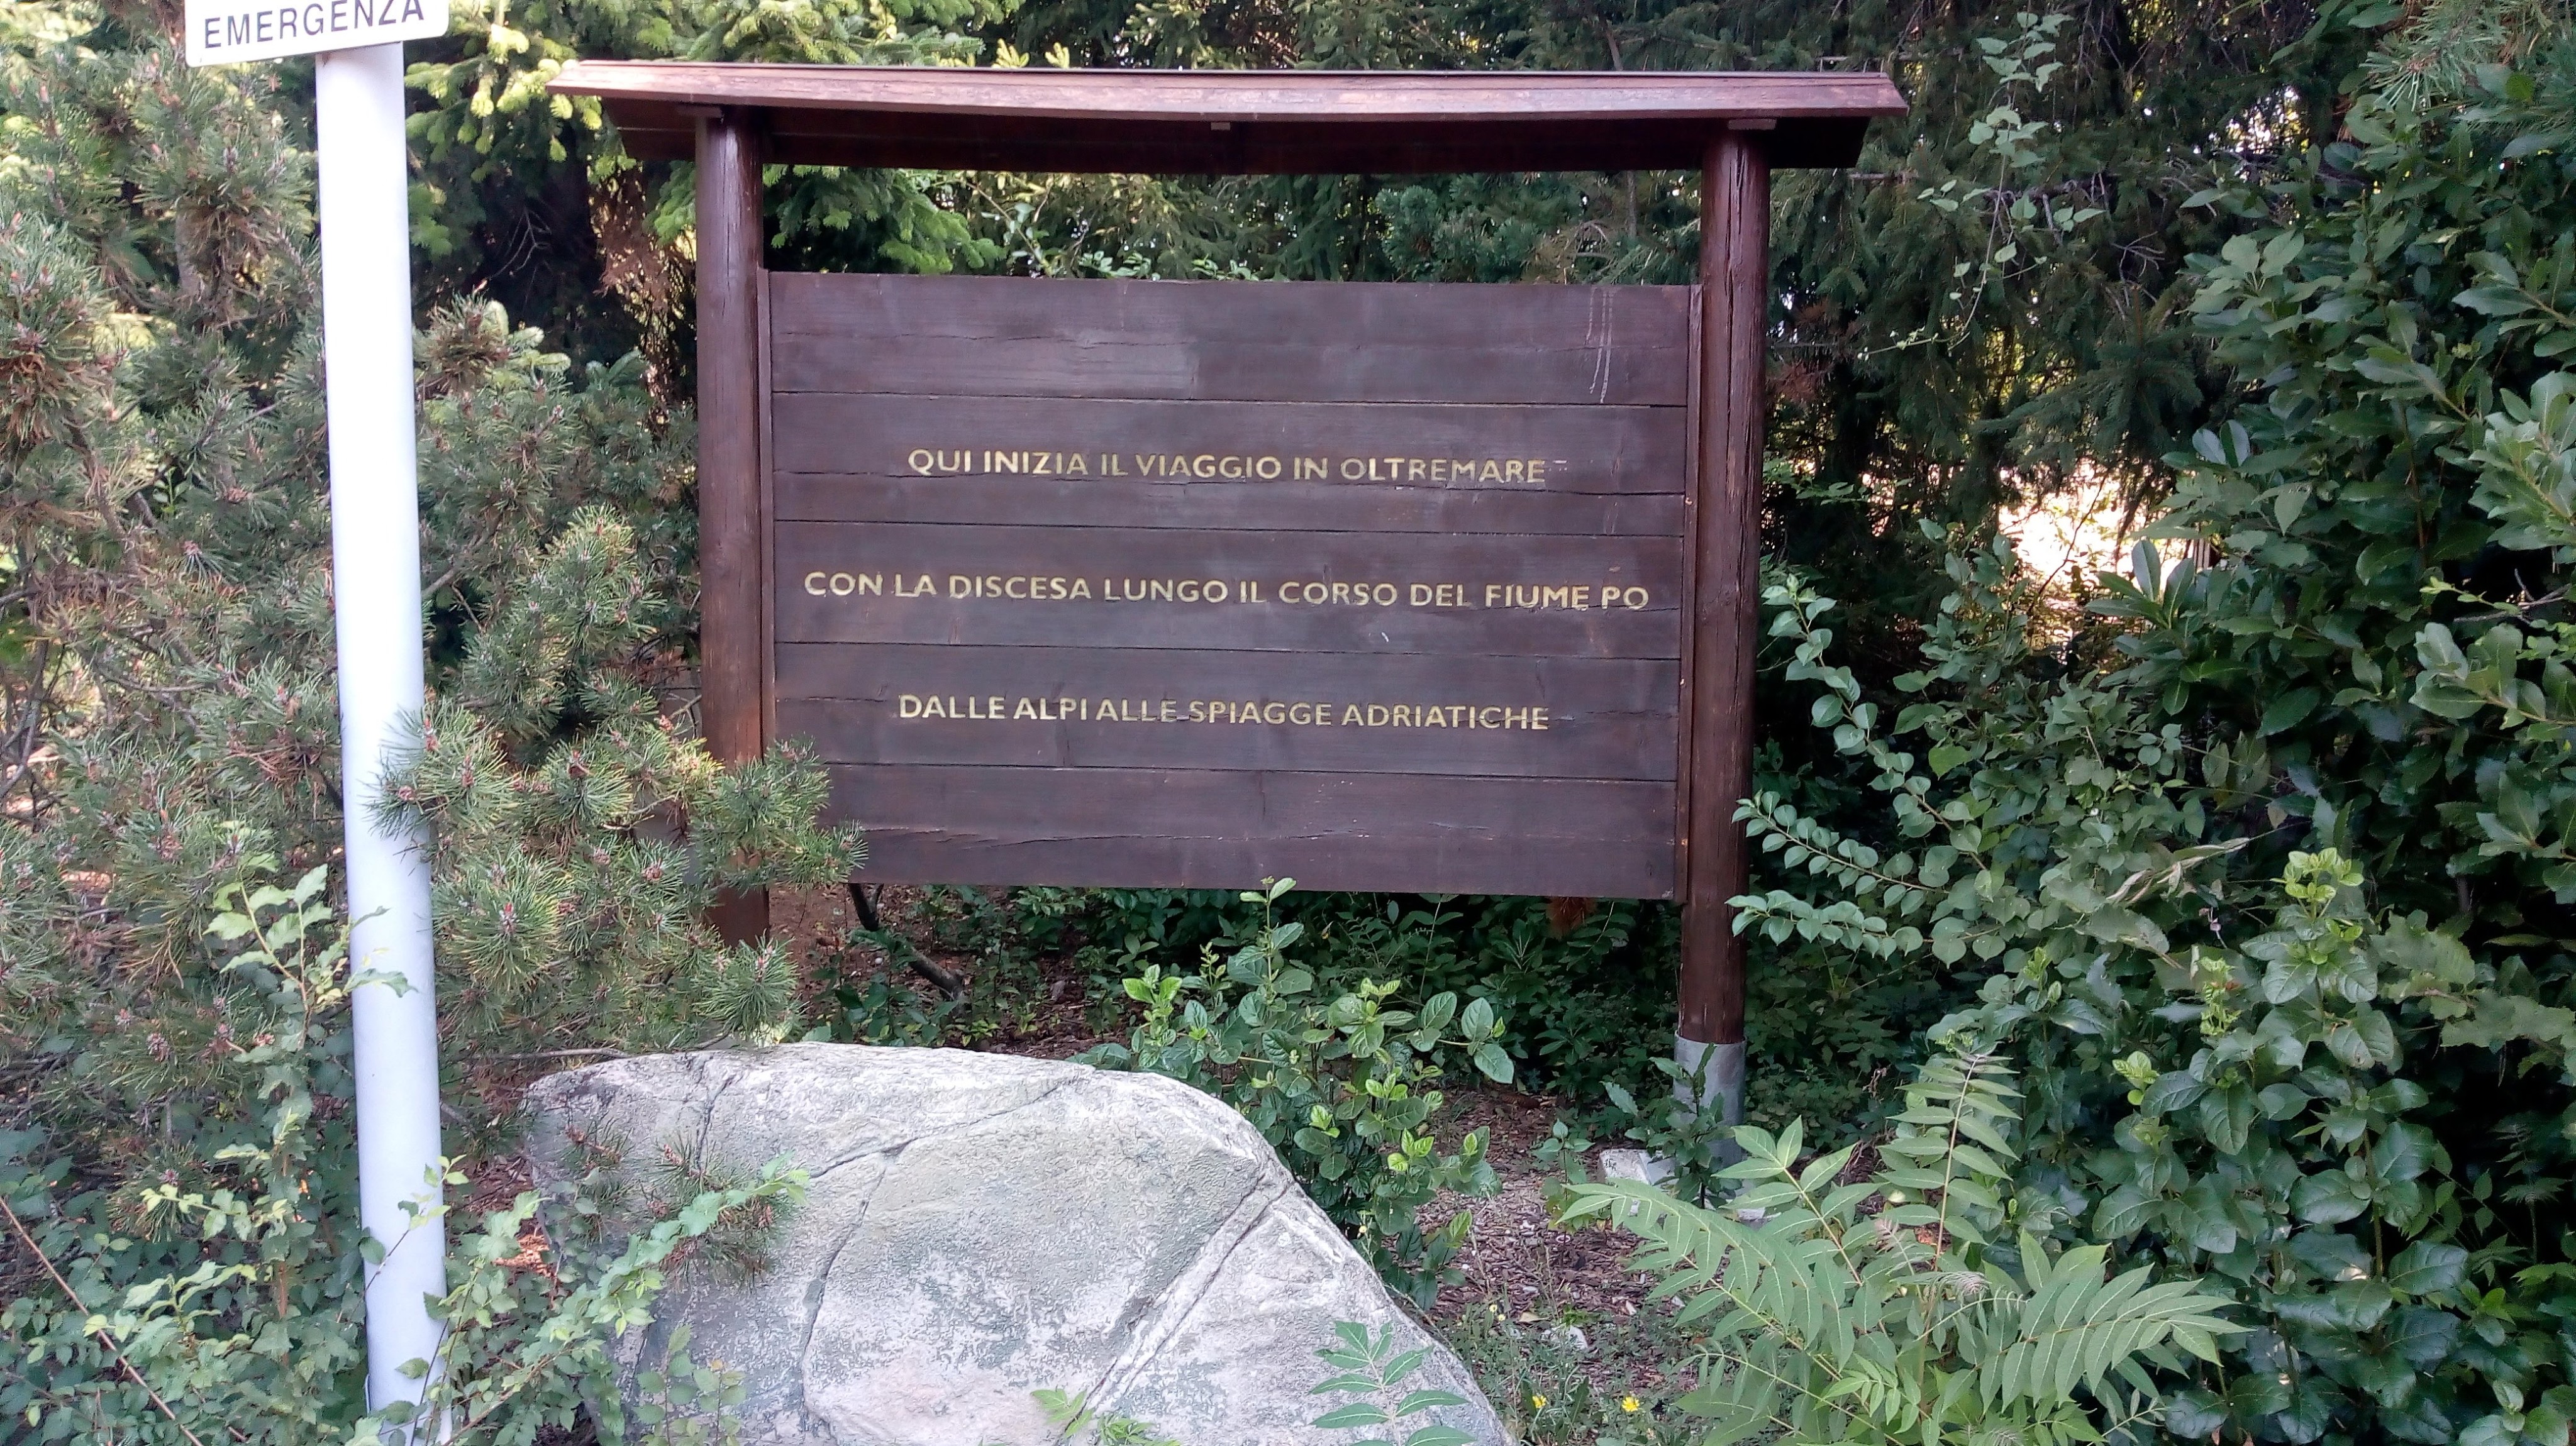 EMERGENZA
QUI INIZIA IL VIAGGIO IN OLTREMARE
CON LA DISCESA LUNGO IL CORSO DEL FIUME PO
DALLE ALPI ALLE SPIAGGE ADRIATICHE